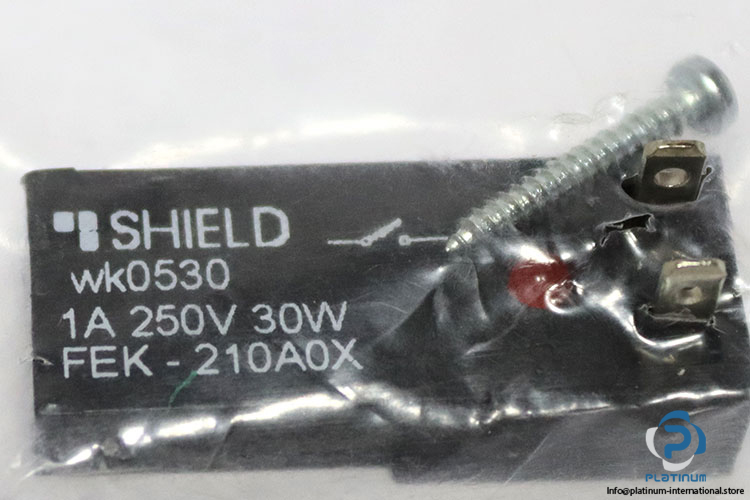 SHIELD
wk0530
1A 250V 30W
FEK - 210A0X
PLATINUM
Info@platinum-international.store